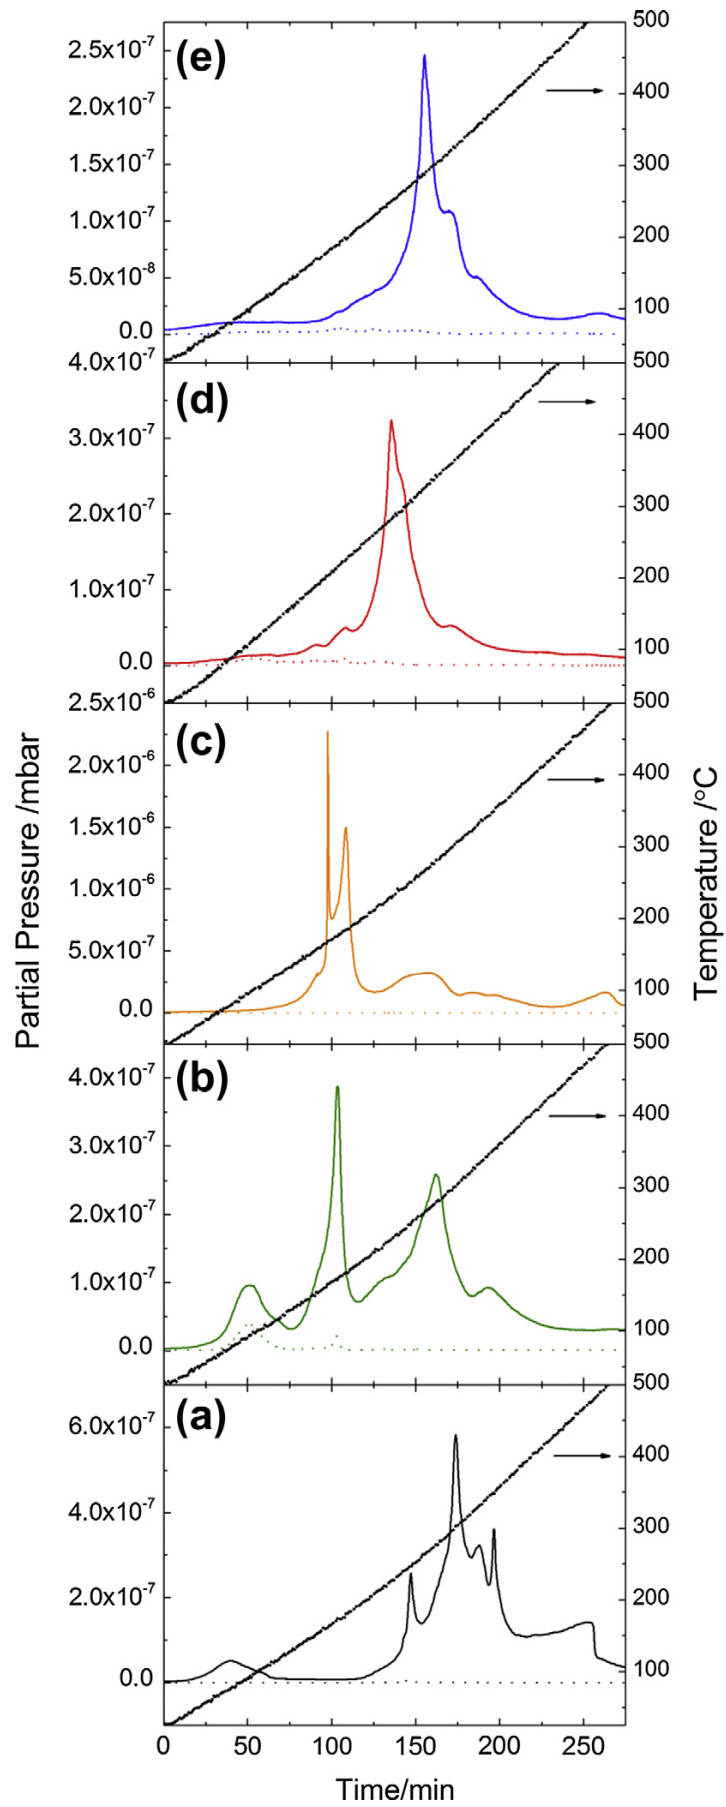 (e)
2.5x10⁻⁷
2.0x10⁻⁷
1.5x10⁻⁷
1.0x10⁻⁷
5.0x10⁻⁸
0.0
500
400
300
200
100
(d)
4.0x10⁻⁷
3.0x10⁻⁷
2.0x10⁻⁷
1.0x10⁻⁷
0.0
500
400
300
200
100
(c)
2.5x10⁻⁶
2.0x10⁻⁶
1.5x10⁻⁶
1.0x10⁻⁶
5.0x10⁻⁷
0.0
500
400
300
200
100
(b)
4.0x10⁻⁷
3.0x10⁻⁷
2.0x10⁻⁷
1.0x10⁻⁷
0.0
500
400
300
200
100
(a)
6.0x10⁻⁷
4.0x10⁻⁷
2.0x10⁻⁷
0.0
500
400
300
200
100
0 50 100 150 200 250
Time/min
Partial Pressure /mbar
Temperature /°C